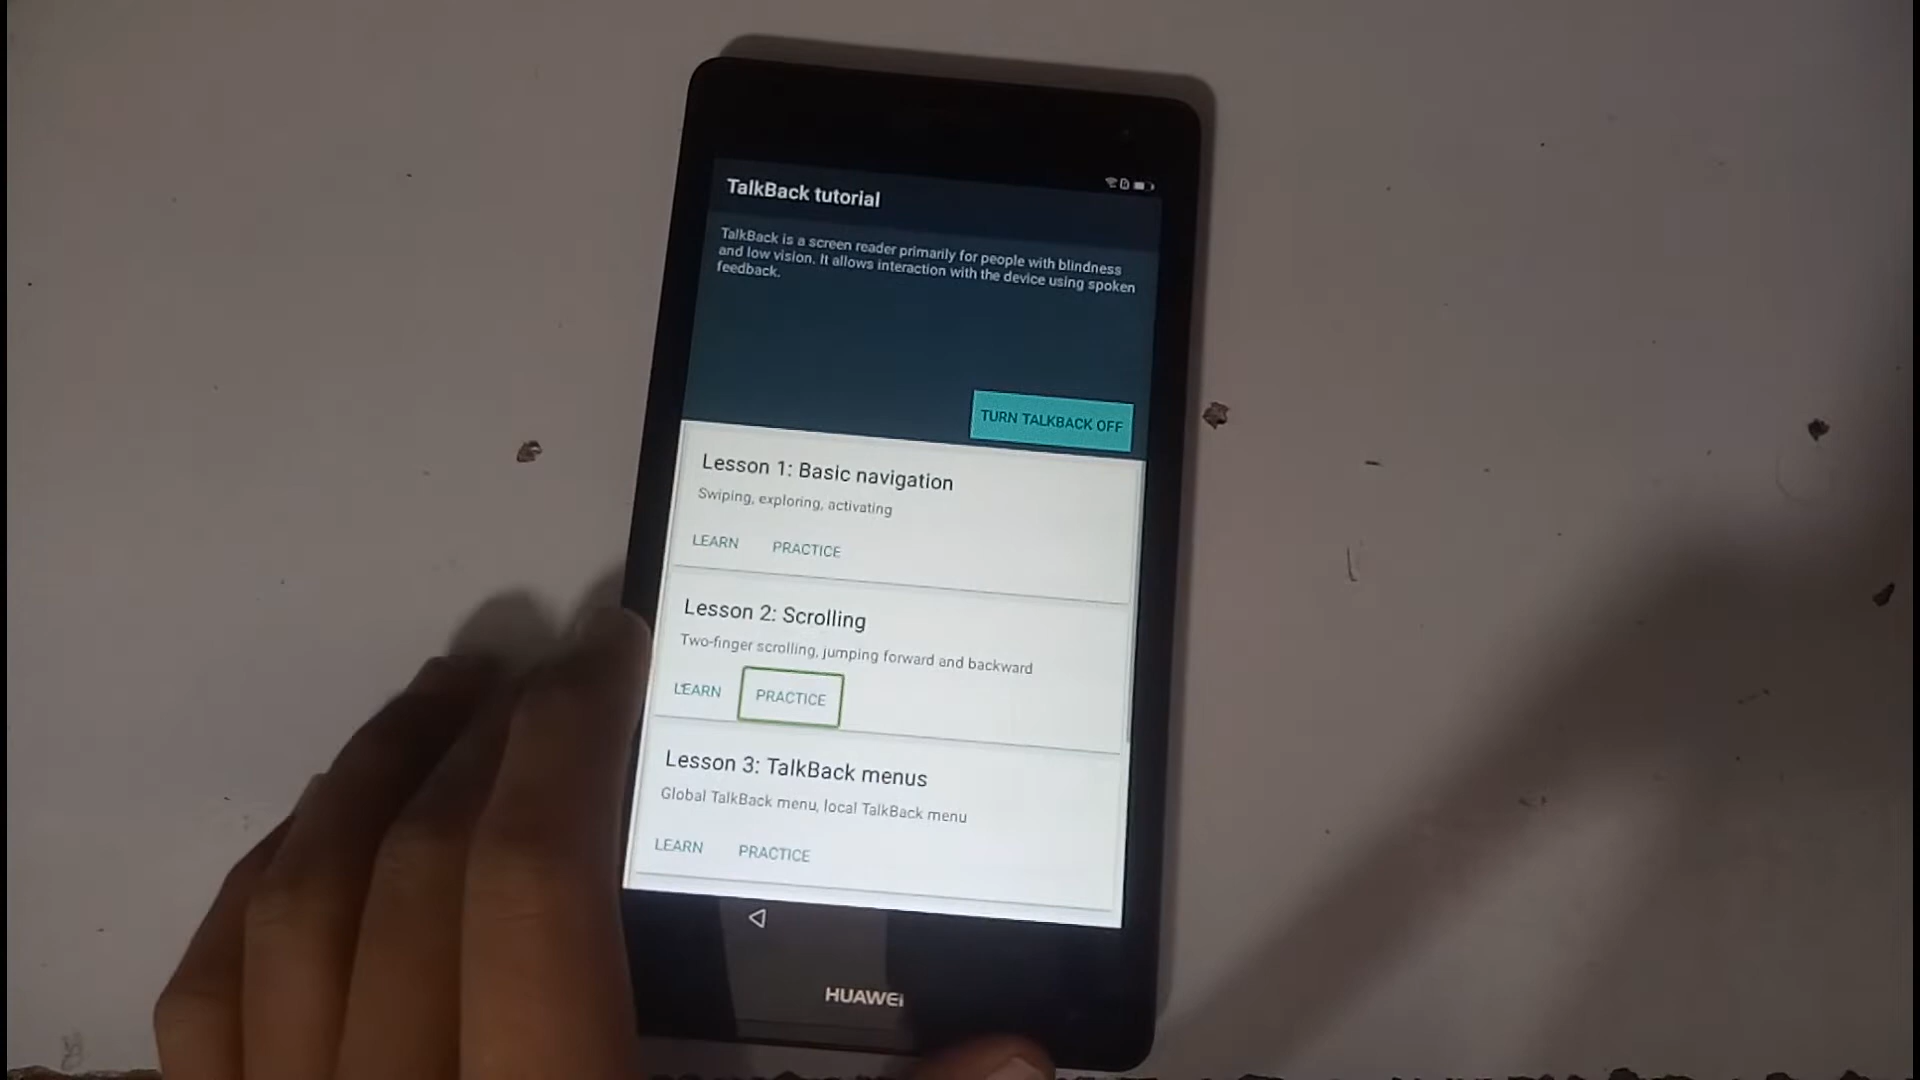 TalkBack tutorial
TalkBack is a screen reader primarily for people with blindness
and low vision. It allows interaction with the device using spoken
feedback.
TURN TALKBACK OFF
Lesson 1: Basic navigation
Swiping, exploring, activating
LEARN PRACTICE
Lesson 2: Scrolling
Two-finger scrolling, jumping forward and backward
LEARN PRACTICE
Lesson 3: TalkBack menus
Global TalkBack menu, local TalkBack menu
LEARN PRACTICE
HUAWEI